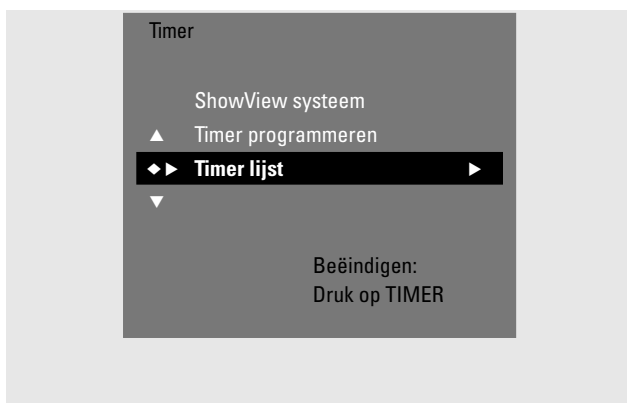 Timer
ShowView systeem
▲ Timer programmeren
◆▶ Timer lijst ▶
▼
Beëindigen:
Druk op TIMER